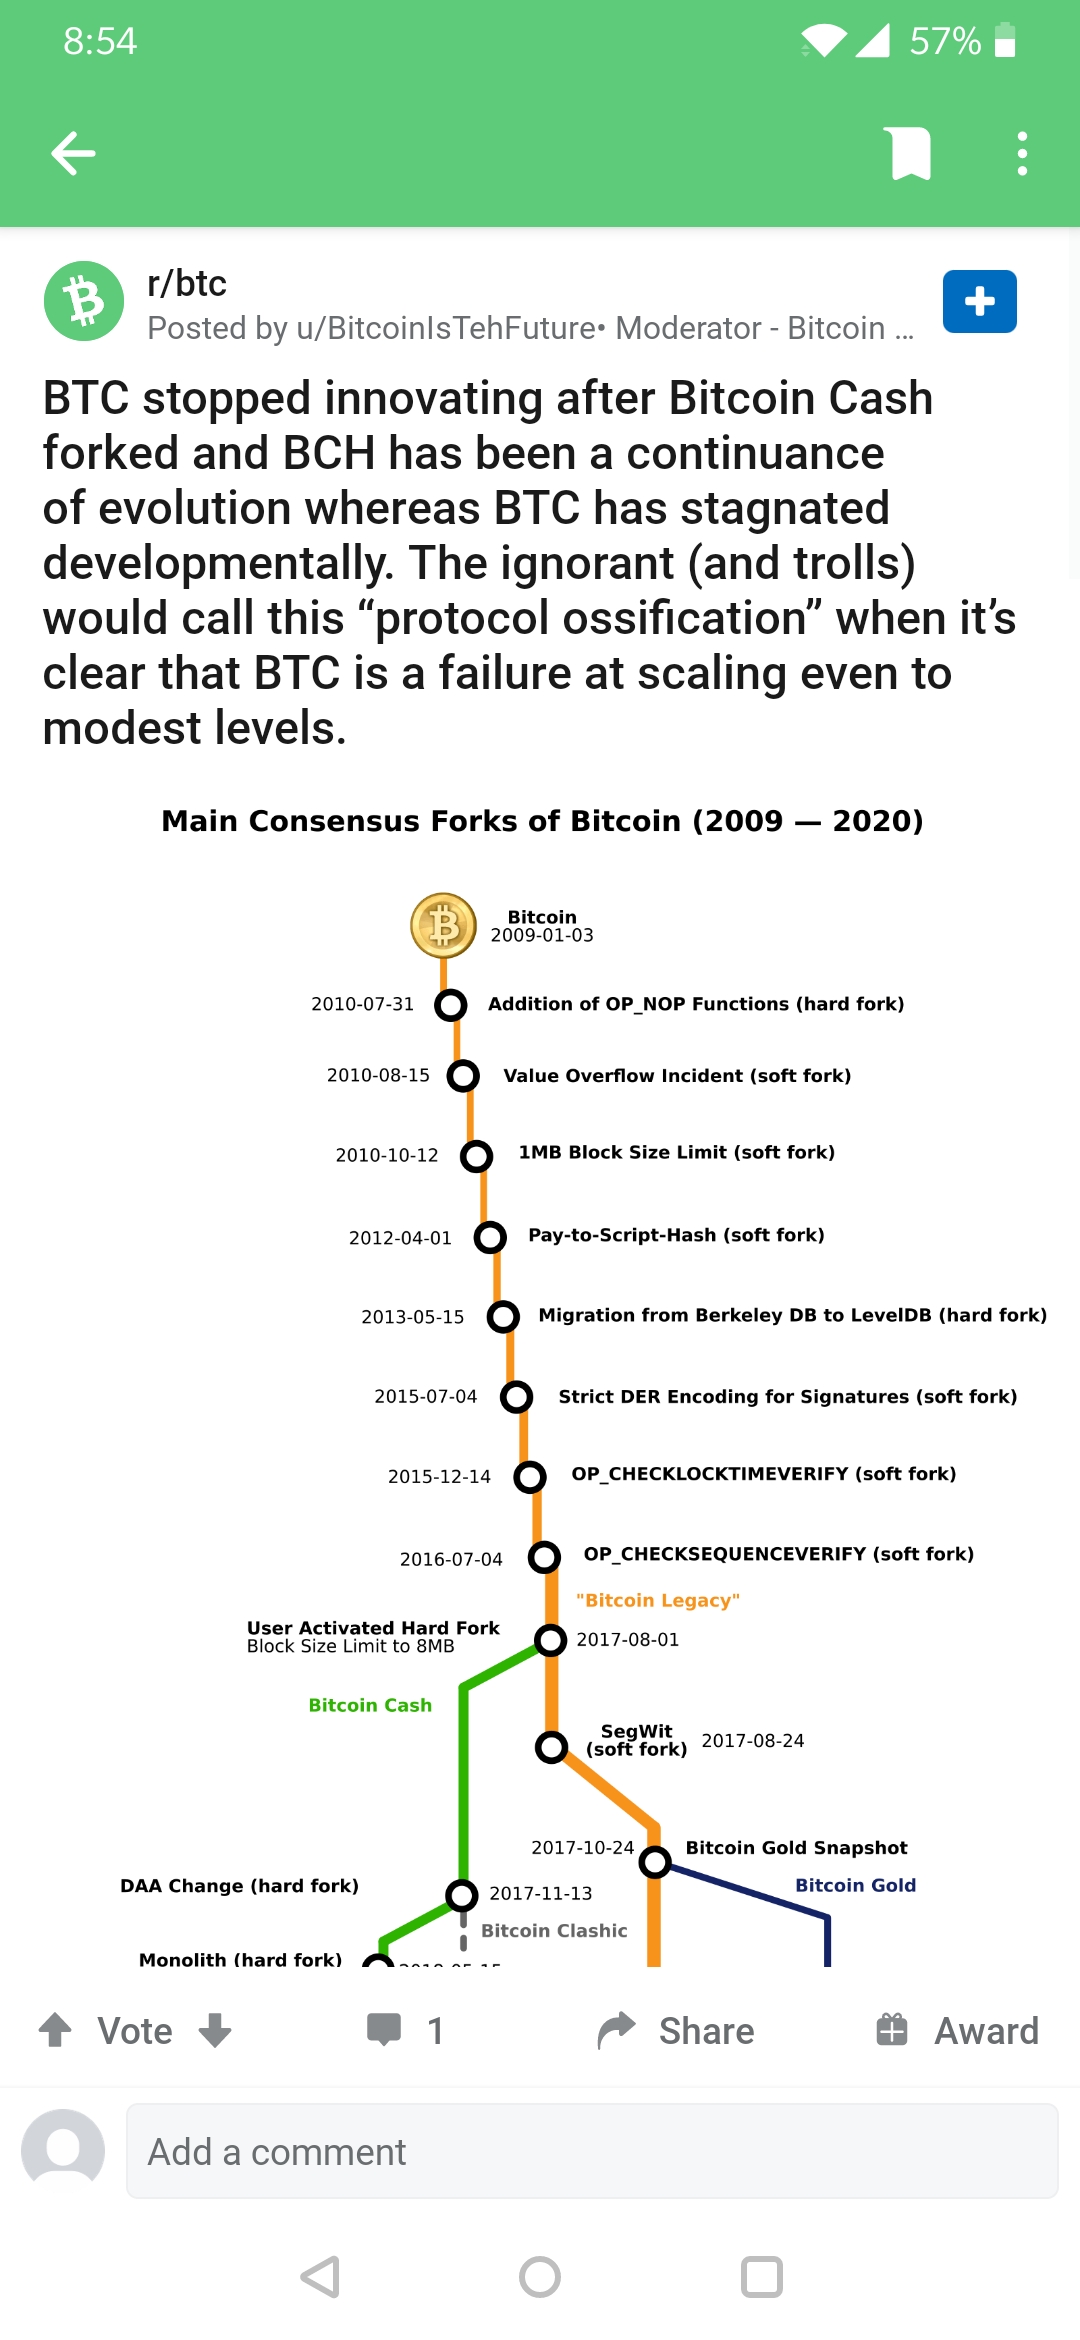 8:54
57%
r/btc
Posted by u/BitcoinIsTehFuture• Moderator - Bitcoin ...
BTC stopped innovating after Bitcoin Cash
forked and BCH has been a continuance
of evolution whereas BTC has stagnated
developmentally. The ignorant (and trolls)
would call this “protocol ossification” when it’s
clear that BTC is a failure at scaling even to
modest levels.
Main Consensus Forks of Bitcoin (2009 — 2020)
Bitcoin
2009-01-03
2010-07-31 Addition of OP_NOP Functions (hard fork)
2010-08-15 Value Overflow Incident (soft fork)
2010-10-12 1MB Block Size Limit (soft fork)
2012-04-01 Pay-to-Script-Hash (soft fork)
2013-05-15 Migration from Berkeley DB to LevelDB (hard fork)
2015-07-04 Strict DER Encoding for Signatures (soft fork)
2015-12-14 OP_CHECKLOCKTIMEVERIFY (soft fork)
2016-07-04 OP_CHECKSEQUENCEVERIFY (soft fork)
"Bitcoin Legacy"
User Activated Hard Fork
Block Size Limit to 8MB
2017-08-01
Bitcoin Cash
SegWit
(soft fork)
2017-08-24
2017-10-24 Bitcoin Gold Snapshot
Bitcoin Gold
DAA Change (hard fork) 2017-11-13
Bitcoin Clashic
Monolith (hard fork) 2018-05-15
Vote 1 Share Award
Add a comment